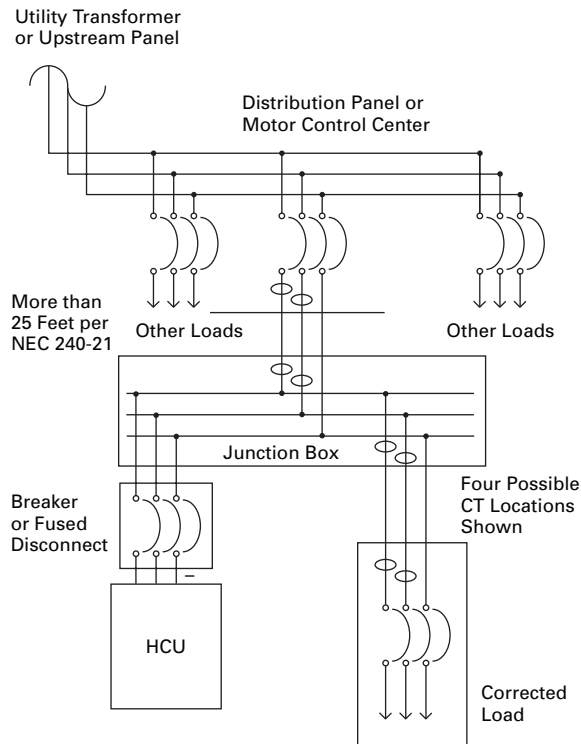 Utility Transformer
or Upstream Panel
Distribution Panel or
Motor Control Center
More than
25 Feet per
NEC 240-21
Other Loads
Other Loads
Junction Box
Four Possible
CT Locations
Shown
Breaker
or Fused
Disconnect
HCU
Corrected
Load